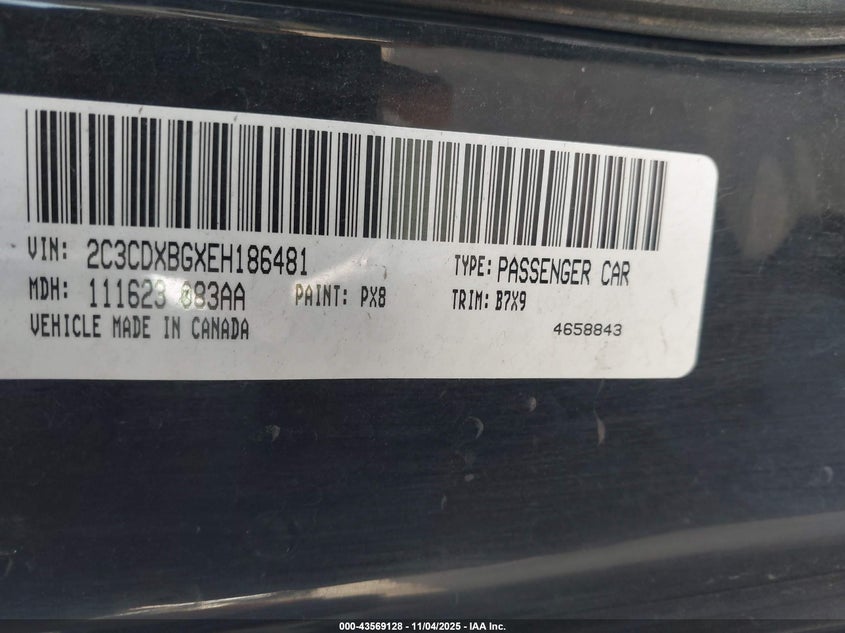 VIN: 2C3CDXBGXEH186481 TYPE: PASSENGER CAR
MDH: 111623 083AA PAINT: PX8 TRIM: B7X9
VEHICLE MADE IN CANADA 4658843
000-43569128 - 11/04/2025 - IAA Inc.